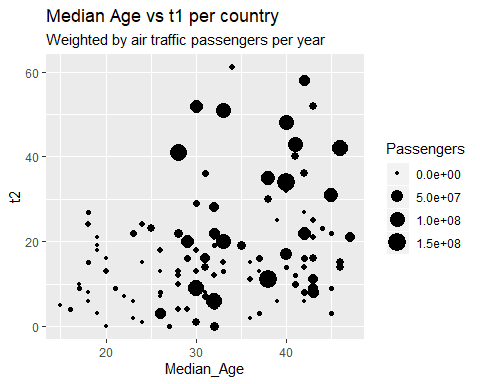 Median Age vs t1 per country
Weighted by air traffic passengers per year
60
40
20
0
t2
20
30
40
Median_Age
Passengers
0.0e+00
5.0e+07
1.0e+08
1.5e+08